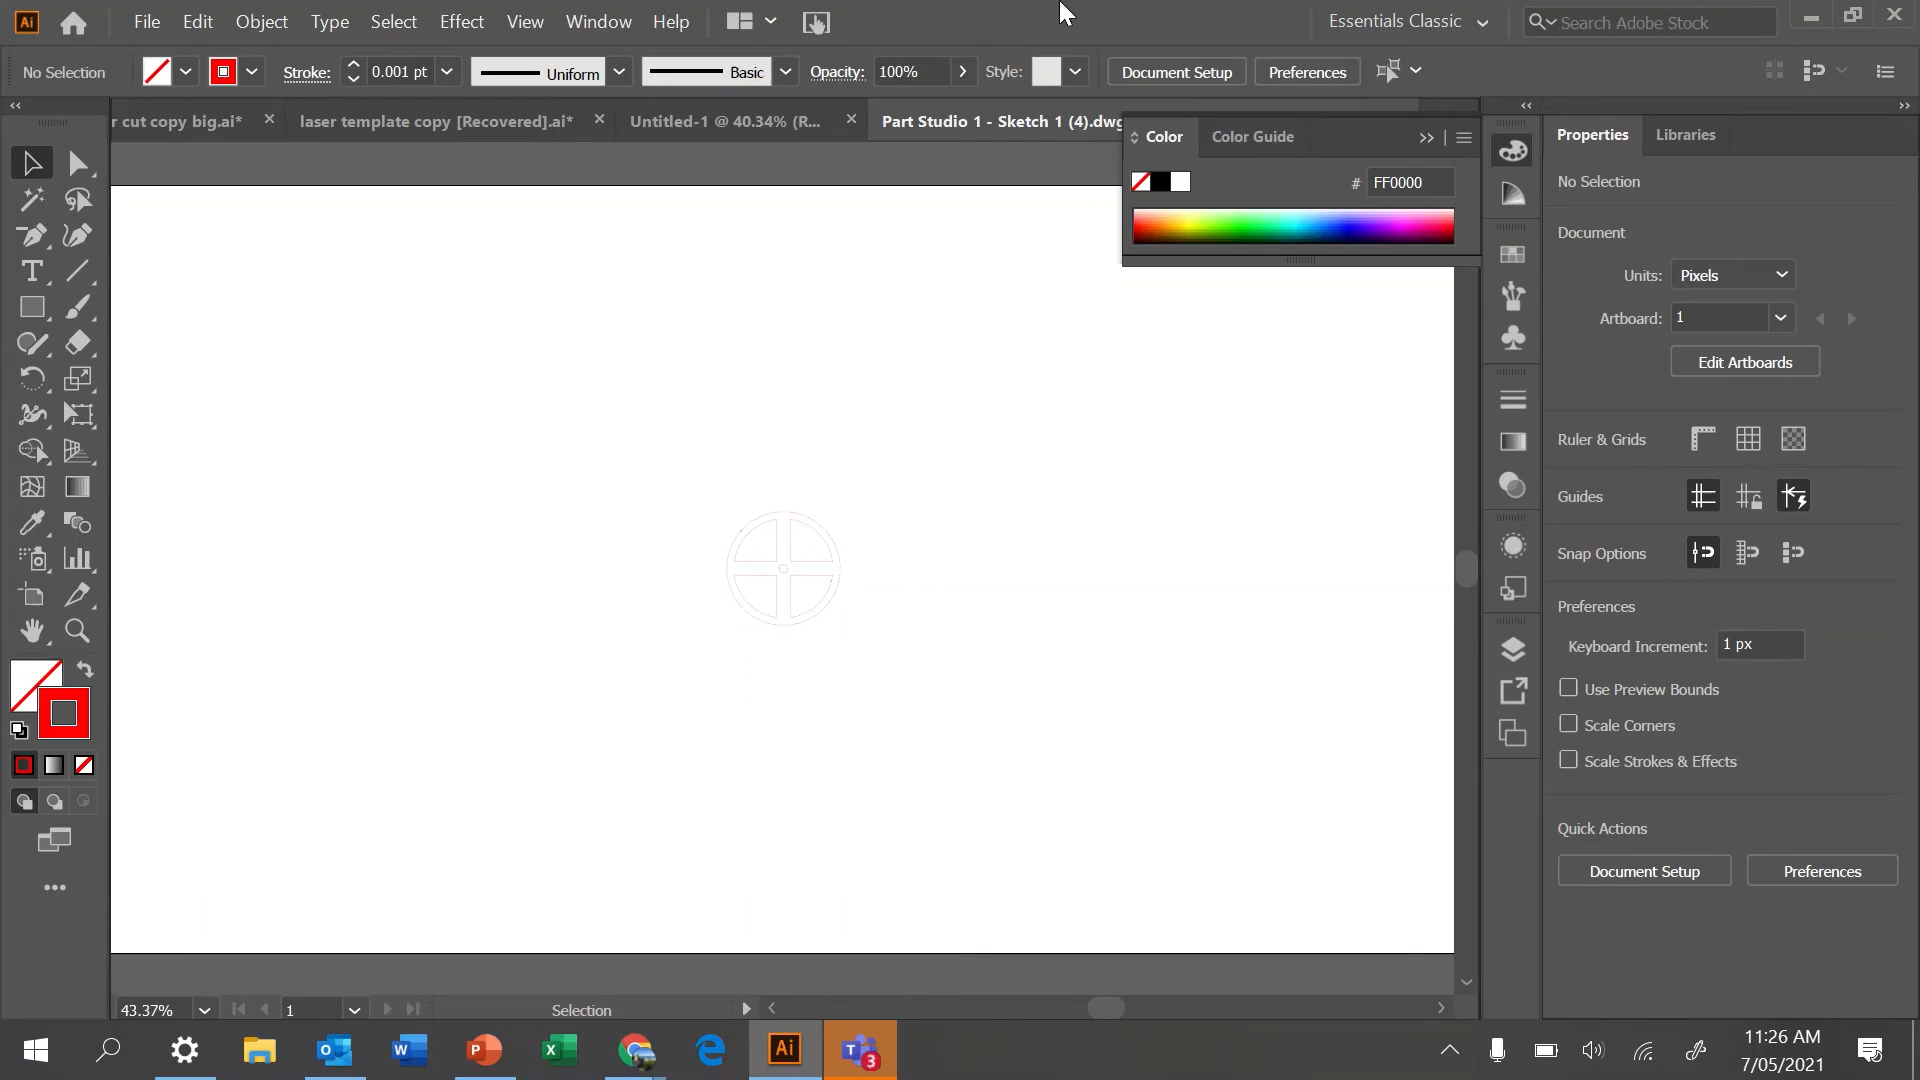 Ai File Edit Object Type Select Effect View Window Help Essentials Classic Search Adobe Stock
No Selection Stroke: 0.001 pt Uniform Basic Opacity: 100% Style: Document Setup Preferences
r cut copy big.ai* laser template copy [Recovered].ai* Untitled-1 @ 40.34% (R... Part Studio 1 - Sketch 1 (4).dwg
Color Color Guide
# FF0000
Properties Libraries
No Selection
Document
Units: Pixels
Artboard: 1
Edit Artboards
Ruler & Grids
Guides
Snap Options
Preferences
Keyboard Increment: 1 px
Use Preview Bounds
Scale Corners
Scale Strokes & Effects
Quick Actions
Document Setup Preferences
43.37% 1 Selection
Ai 3
11:26 AM
7/05/2021